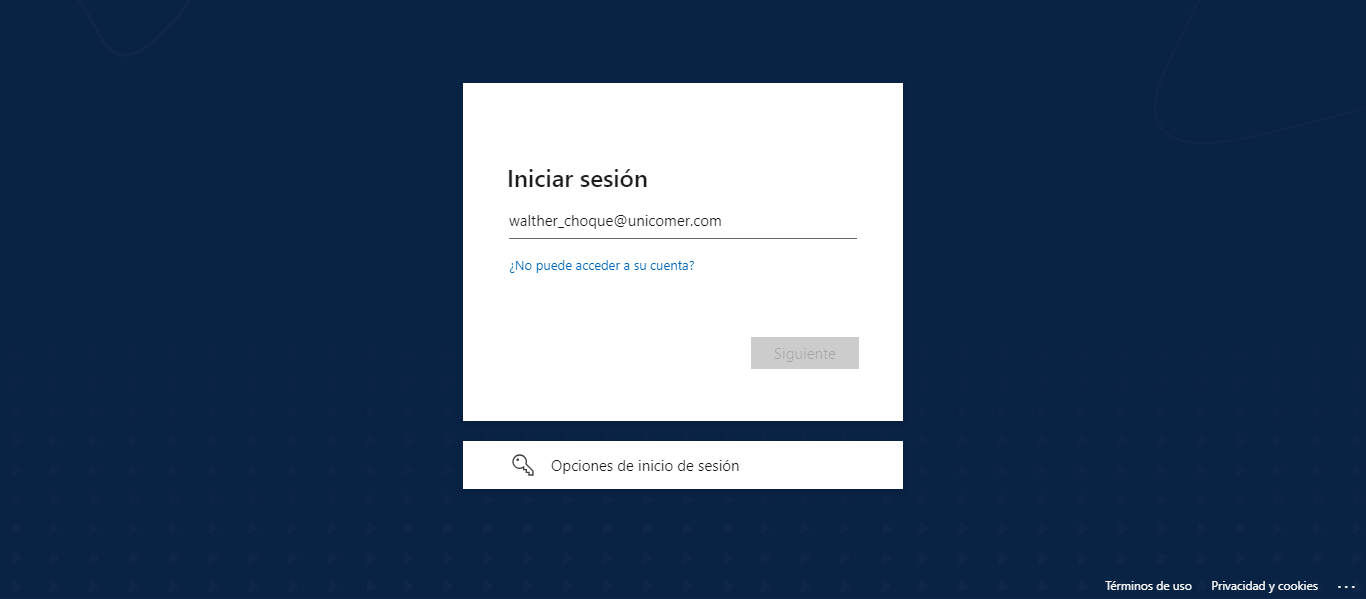 Iniciar sesión
walther_choque@unicomer.com
¿No puede acceder a su cuenta?
Siguiente
Opciones de inicio de sesión
Términos de uso Privacidad y cookies ...